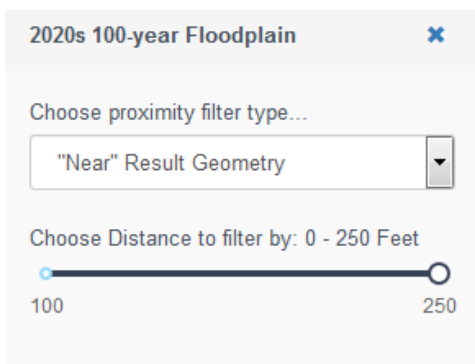 2020s 100-year Floodplain
Choose proximity filter type...
"Near" Result Geometry
Choose Distance to filter by: 0 - 250 Feet
100 250